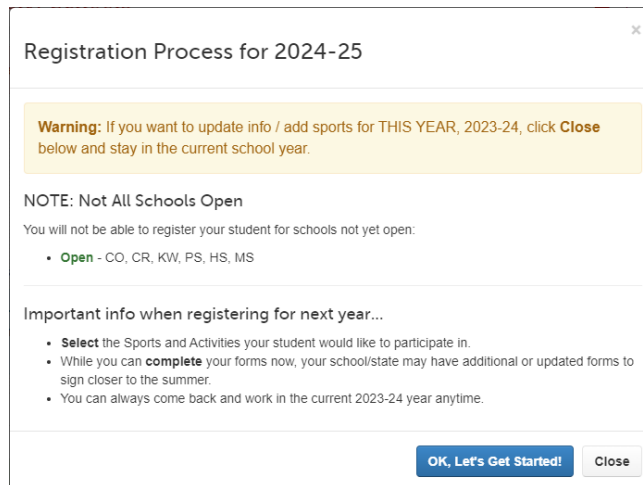 ×
Registration Process for 2024-25
Warning: If you want to update info / add sports for THIS YEAR, 2023-24, click Close
below and stay in the current school year.
NOTE: Not All Schools Open
You will not be able to register your student for schools not yet open:
• Open - CO, CR, KW, PS, HS, MS
Important info when registering for next year...
• Select the Sports and Activities your student would like to participate in.
• While you can complete your forms now, your school/state may have additional or updated forms to
sign closer to the summer.
• You can always come back and work in the current 2023-24 year anytime.
OK, Let's Get Started! Close